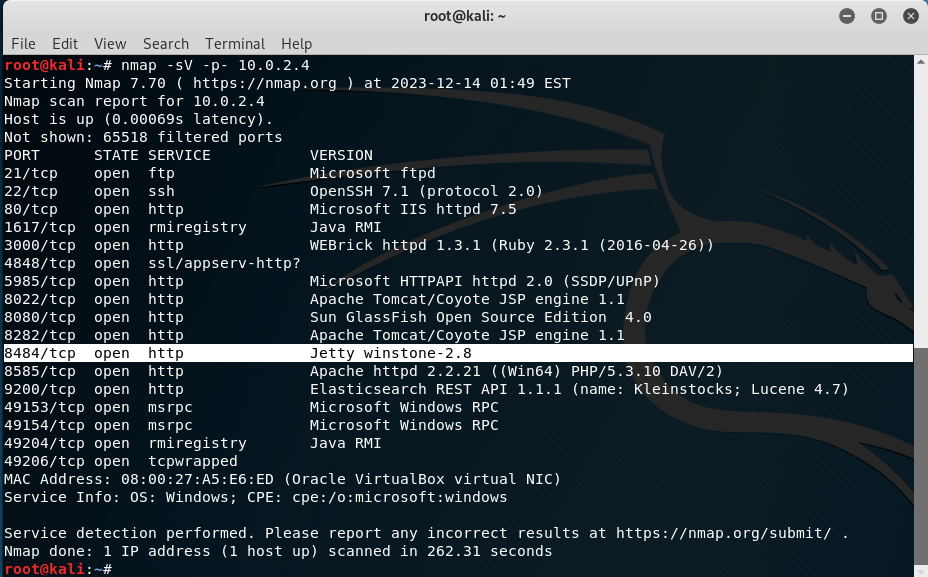 root@kali: ~
File Edit View Search Terminal Help
root@kali:~# nmap -sV -p- 10.0.2.4
Starting Nmap 7.70 ( https://nmap.org ) at 2023-12-14 01:49 EST
Nmap scan report for 10.0.2.4
Host is up (0.00069s latency).
Not shown: 65518 filtered ports
PORT      STATE SERVICE           VERSION
21/tcp    open  ftp               Microsoft ftpd
22/tcp    open  ssh               OpenSSH 7.1 (protocol 2.0)
80/tcp    open  http              Microsoft IIS httpd 7.5
1617/tcp  open  rmiregistry       Java RMI
3000/tcp  open  http              WEBrick httpd 1.3.1 (Ruby 2.3.1 (2016-04-26))
4848/tcp  open  ssl/appserv-http?
5985/tcp  open  http              Microsoft HTTPAPI httpd 2.0 (SSDP/UPnP)
8022/tcp  open  http              Apache Tomcat/Coyote JSP engine 1.1
8080/tcp  open  http              Sun GlassFish Open Source Edition  4.0
8282/tcp  open  http              Apache Tomcat/Coyote JSP engine 1.1
8484/tcp  open  http              Jetty winstone-2.8
8585/tcp  open  http              Apache httpd 2.2.21 ((Win64) PHP/5.3.10 DAV/2)
9200/tcp  open  http              Elasticsearch REST API 1.1.1 (name: Kleinstocks; Lucene 4.7)
49153/tcp open  msrpc             Microsoft Windows RPC
49154/tcp open  msrpc             Microsoft Windows RPC
49204/tcp open  rmiregistry       Java RMI
49206/tcp open  tcpwrapped
MAC Address: 08:00:27:A5:E6:ED (Oracle VirtualBox virtual NIC)
Service Info: OS: Windows; CPE: cpe:/o:microsoft:windows
Service detection performed. Please report any incorrect results at https://nmap.org/submit/ .
Nmap done: 1 IP address (1 host up) scanned in 262.31 seconds
root@kali:~#